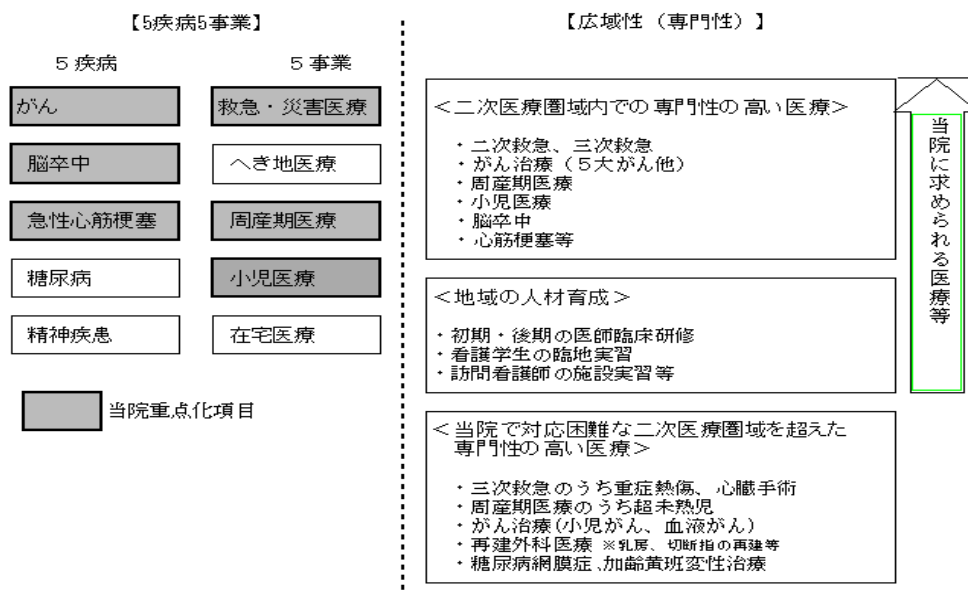 【5疾病5事業】
5 疾病
5 事業
がん
救急・災害医療
脳卒中
へき地医療
急性心筋梗塞
周産期医療
糖尿病
小児医療
精神疾患
在宅医療
当院重点化項目
【広域性（専門性）】
＜二次医療圏域内での専門性の高い医療＞
・二次救急、三次救急
・がん治療（５大がん他）
・周産期医療
・小児医療
・脳卒中
・心筋梗塞等
＜地域の人材育成＞
・初期・後期の医師臨床研修
・看護学生の臨地実習
・訪問看護師の施設実習等
＜当院で対応困難な二次医療圏域を超えた
専門性の高い医療＞
・三次救急のうち重症熱傷、心臓手術
・周産期医療のうち超未熟児
・がん治療(小児がん、血液がん)
・再建外科医療 ※乳房、切断指の再建等
・糖尿病網膜症、加齢黄斑変性治療
当院に求められる医療等